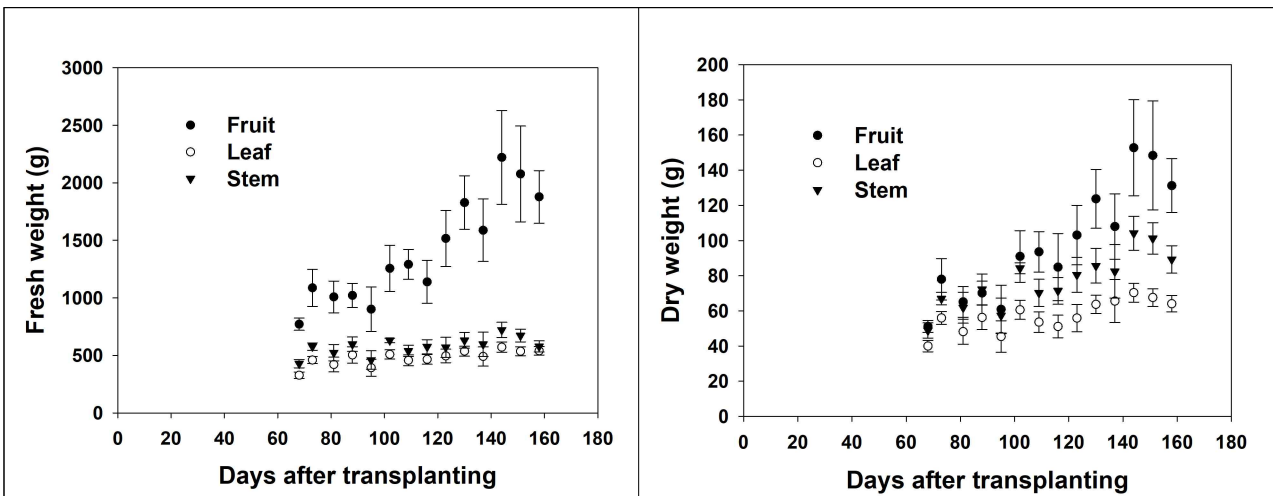 Fresh weight (g)
3000
2500
2000
1500
1000
500
0
Fruit
Leaf
Stem
0 20 40 60 80 100 120 140 160 180
Days after transplanting
Dry weight (g)
200
180
160
140
120
100
80
60
40
20
0
Fruit
Leaf
Stem
0 20 40 60 80 100 120 140 160 180
Days after transplanting